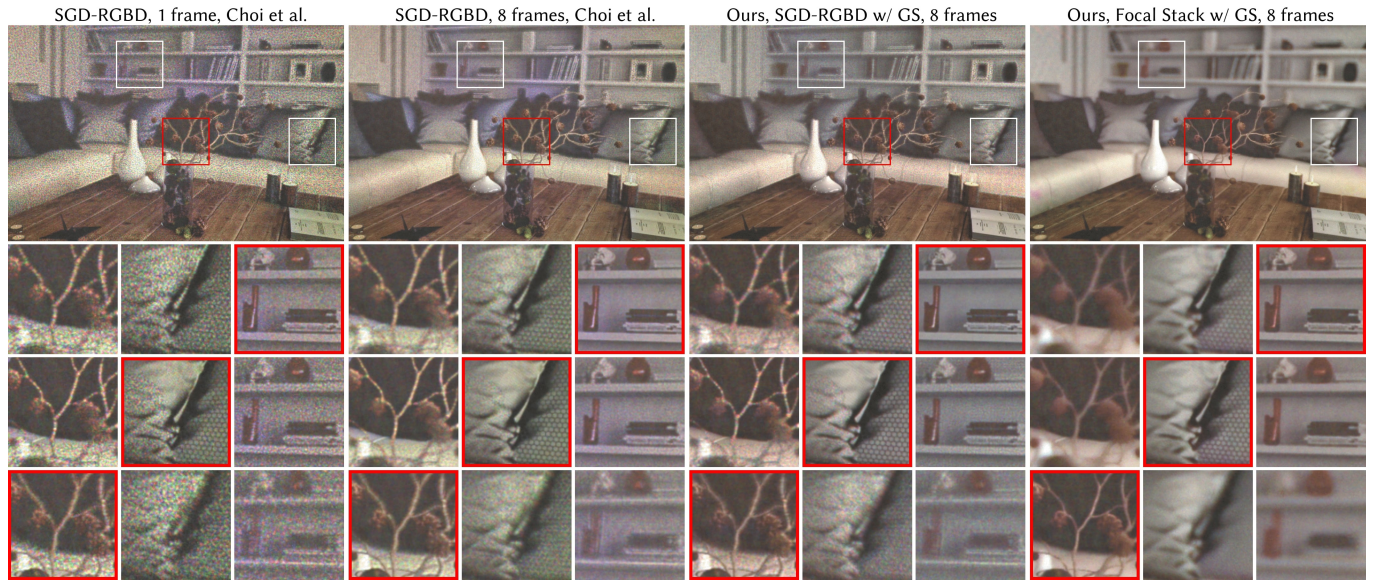 SGD-RGBD, 1 frame, Choi et al.
SGD-RGBD, 8 frames, Choi et al.
Ours, SGD-RGBD w/ GS, 8 frames
Ours, Focal Stack w/ GS, 8 frames